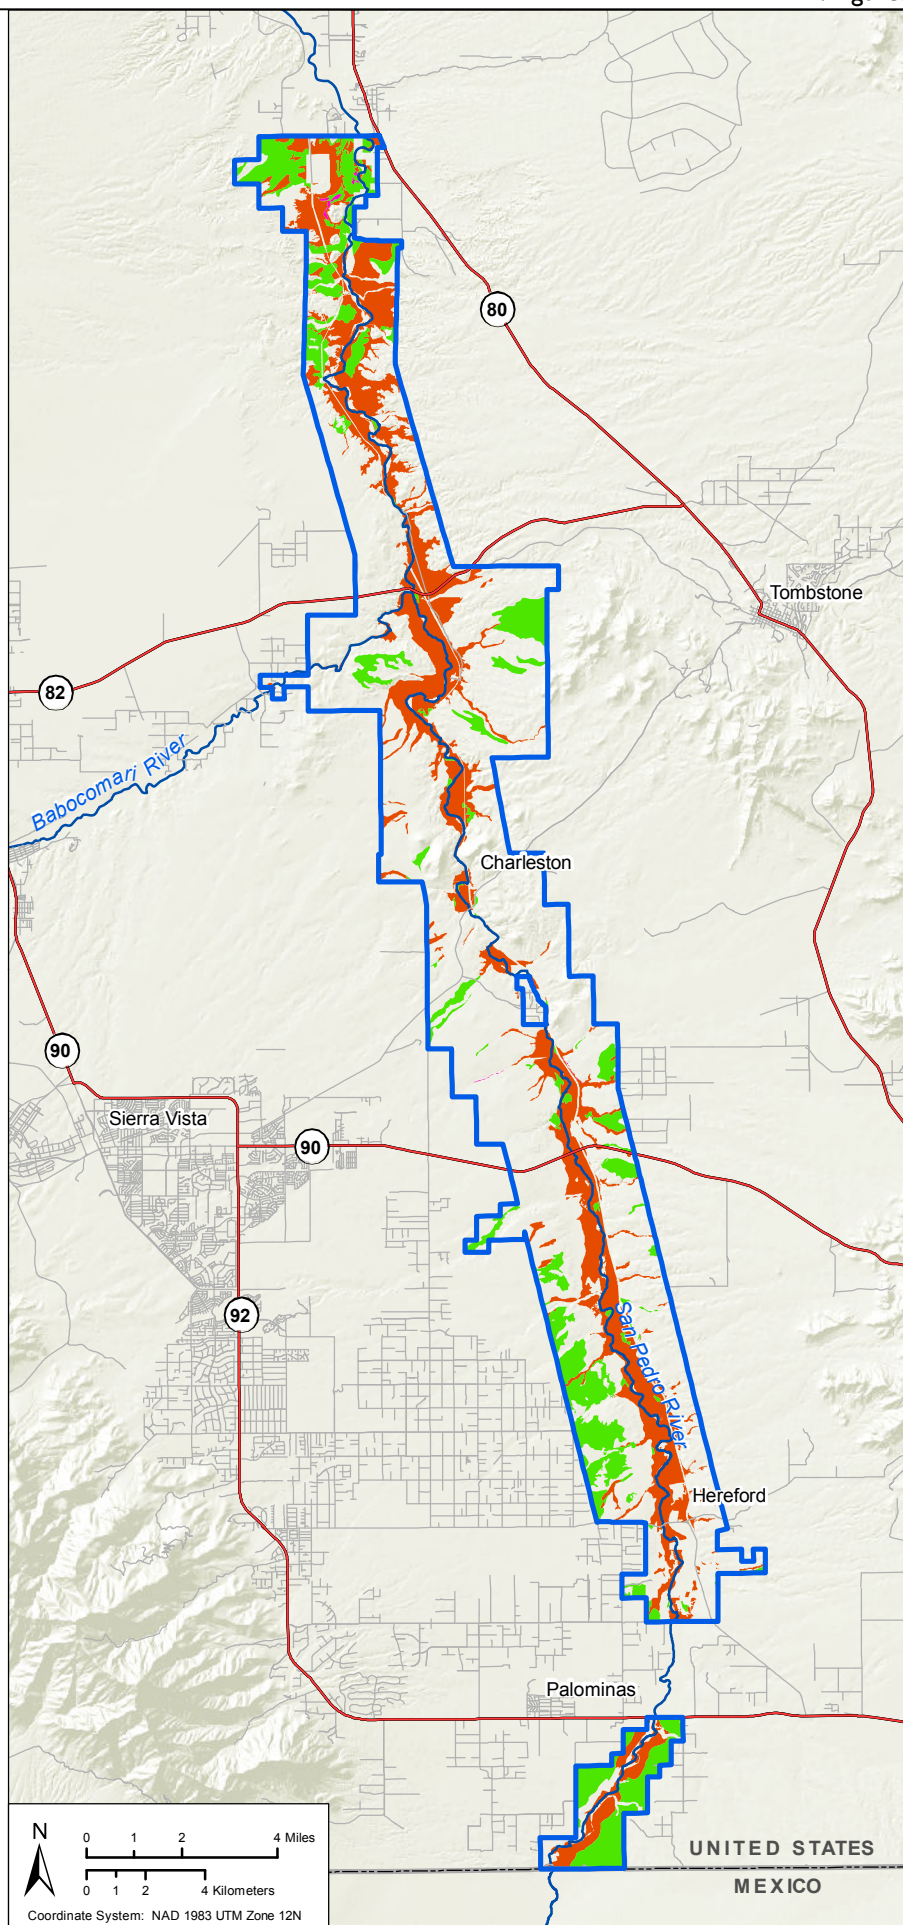 80
Tombstone
82
Babocomari River
Charleston
90
Sierra Vista
90
92
San Pedro River
Hereford
Palominas
N
0 1 2 4 Miles
0 1 2 4 Kilometers
Coordinate System: NAD 1983 UTM Zone 12N
UNITED STATES
MEXICO